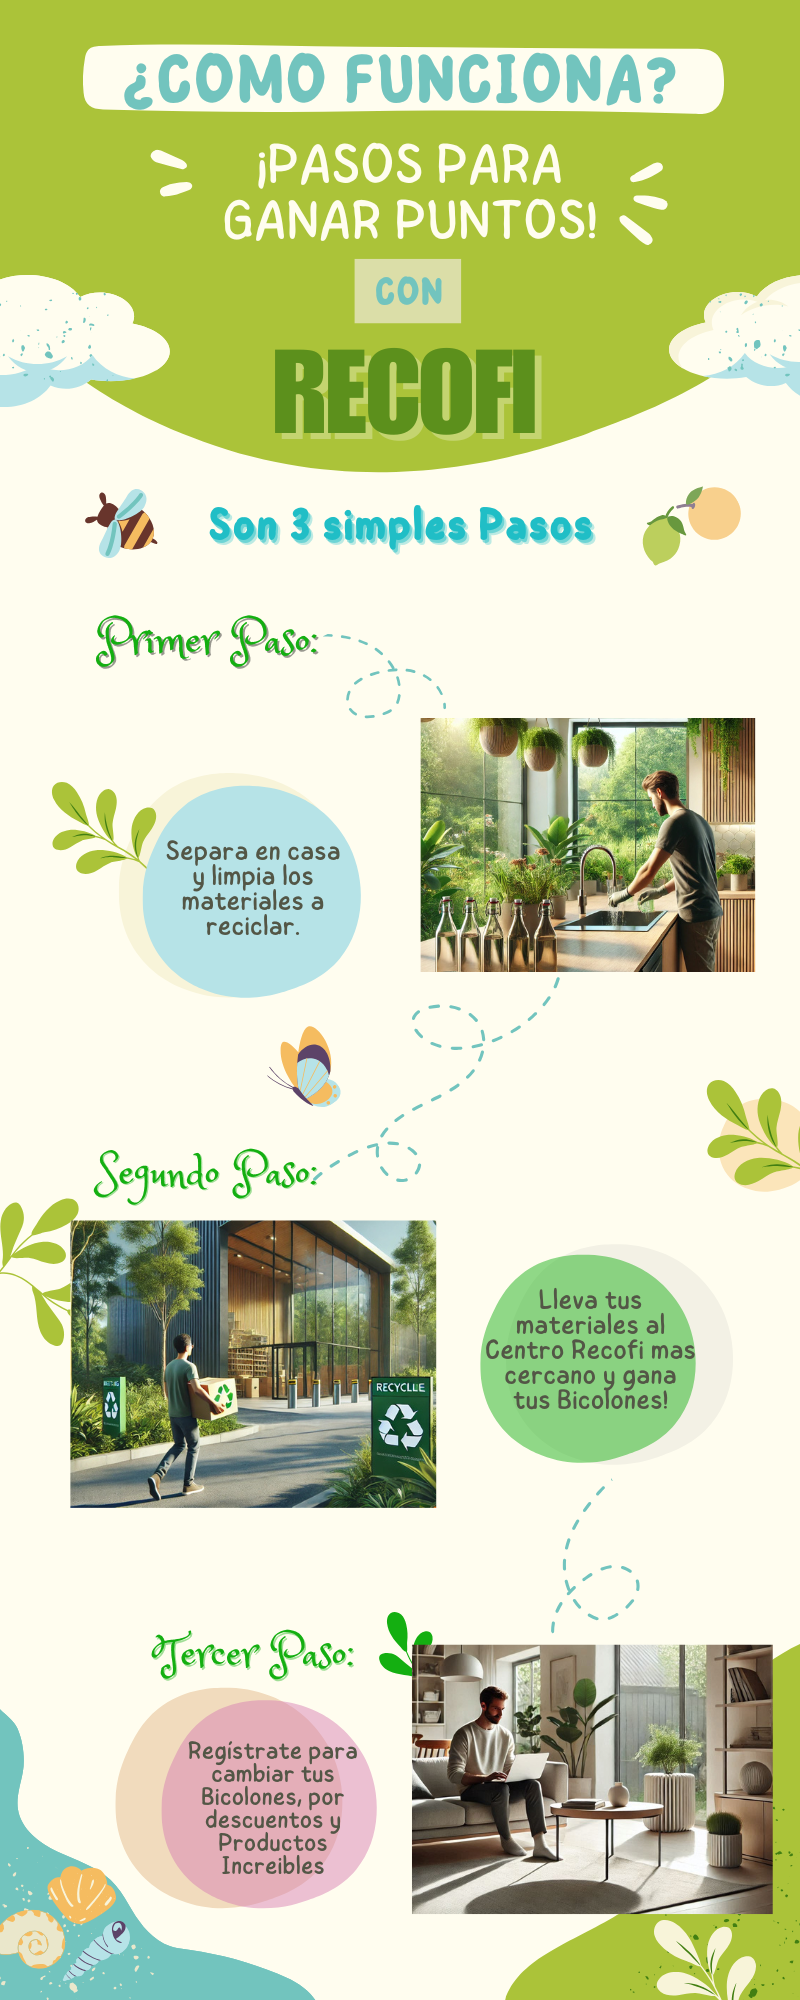 ¿COMO FUNCIONA?
¡PASOS PARA
GANAR PUNTOS!
CON
RECOFI
Son 3 simples Pasos
Primer Paso:
Separa en casa
y limpia los
materiales a
reciclar.
Segundo Paso:
RECYCLUE
Lleva tus
materiales al
Centro Recofi mas
cercano y gana
tus Bicolones!
Tercer Paso:
Regístrate para
cambiar tus
Bicolones, por
descuentos y
Productos
Increibles